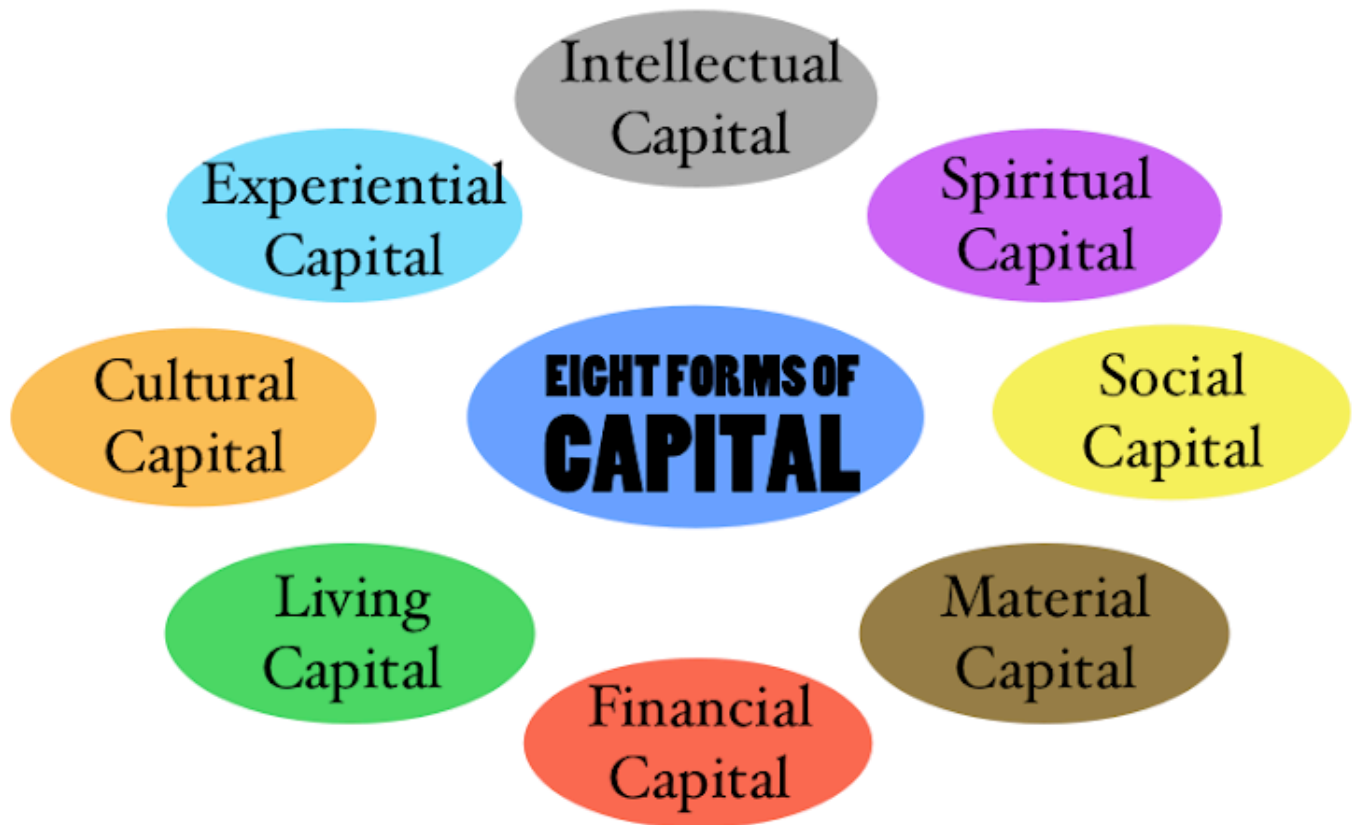 Intellectual
Capital
Experiential
Capital
Spiritual
Capital
Cultural
Capital
EIGHT FORMS OF
CAPITAL
Social
Capital
Living
Capital
Material
Capital
Financial
Capital